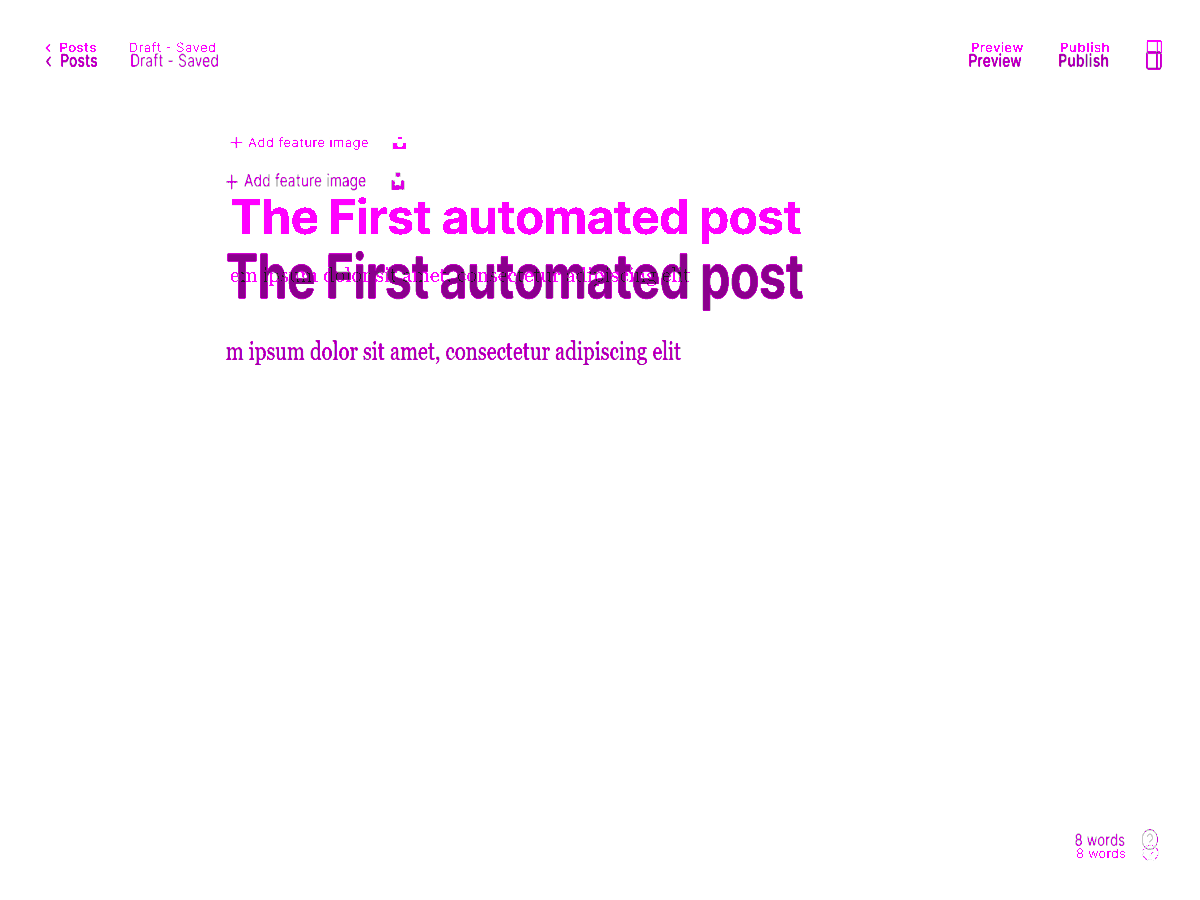 Posts Draft - Saved Preview Publish
Posts Draft - Saved Preview Publish
+ Add feature image
+ Add feature image
The First automated post
The First automated post
em ipsum dolor sit amet, consectetur adipiscing elit
m ipsum dolor sit amet, consectetur adipiscing elit
8 words ?
8 words